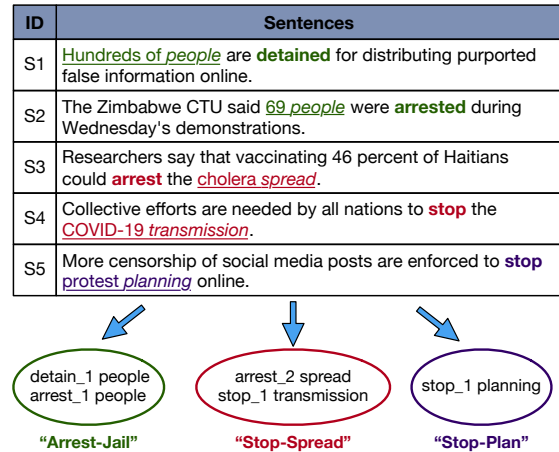 ID Sentences
S1 Hundreds of people are detained for distributing purported
false information online.
S2 The Zimbabwe CTU said 69 people were arrested during
Wednesday's demonstrations.
S3 Researchers say that vaccinating 46 percent of Haitians
could arrest the cholera spread.
S4 Collective efforts are needed by all nations to stop the
COVID-19 transmission.
S5 More censorship of social media posts are enforced to stop
protest planning online.
detain_1 people
arrest_1 people
arrest_2 spread
stop_1 transmission
stop_1 planning
“Arrest-Jail” “Stop-Spread” “Stop-Plan”